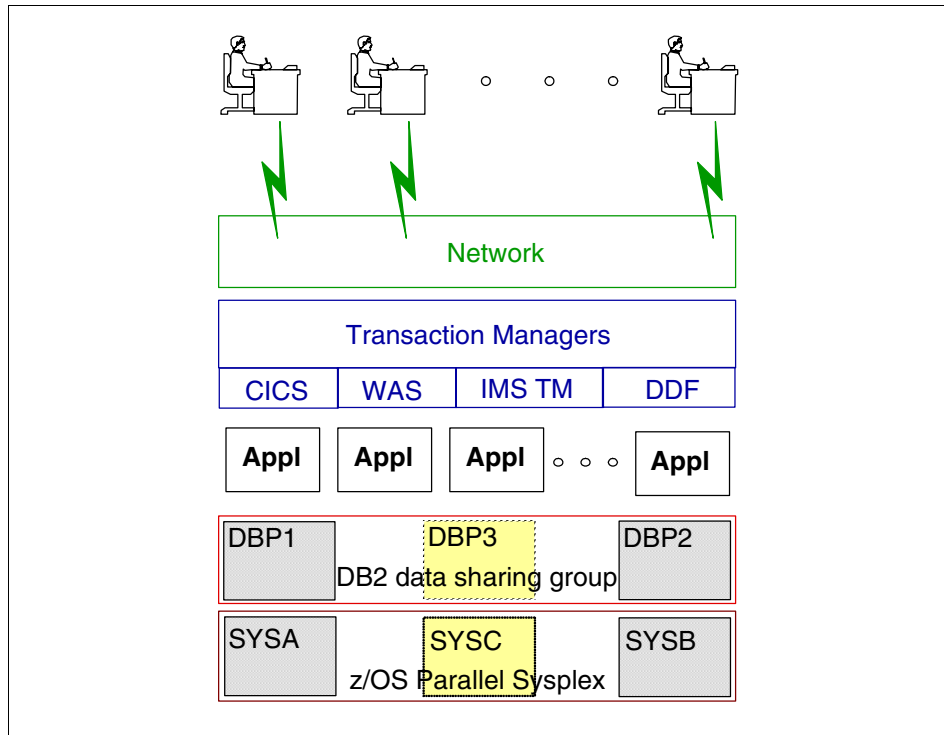 Network
Transaction Managers
CICS WAS IMS TM DDF
Appl Appl Appl Appl
DBP1 DBP3 DBP2
DB2 data sharing group
SYSA SYSC SYSB
z/OS Parallel Sysplex